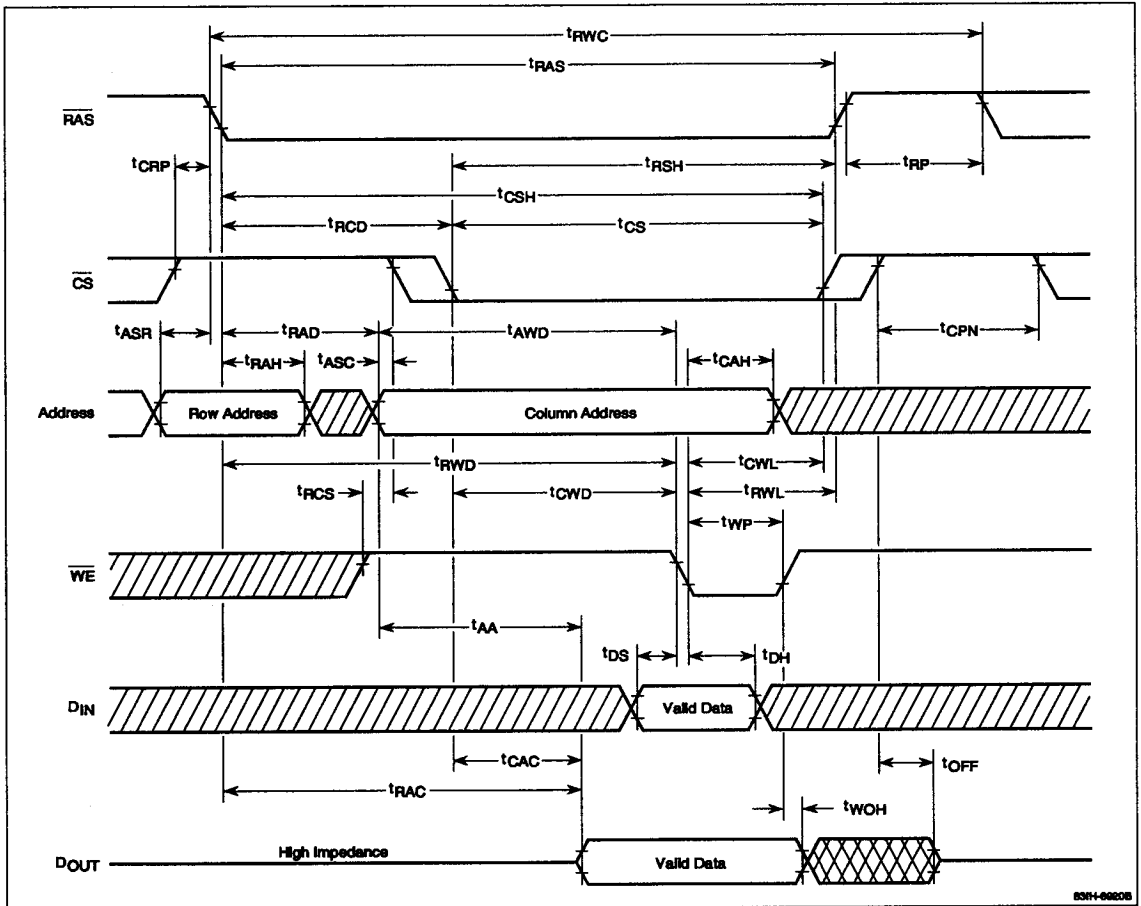 tRWC
tRAS
RAS
tCRP
tRSH
tRP
tCSH
tRCD
tCS
CS
tASR
tRAD
tAWD
tCPN
tRAH
tASC
tCAH
Address
Row Address
Column Address
tRWD
tCWL
tRCS
tCWD
tRWL
tWP
WE
tAA
tDS
tDH
DIN
Valid Data
tCAC
tOFF
tRAC
tWOH
High Impedance
DOUT
Valid Data